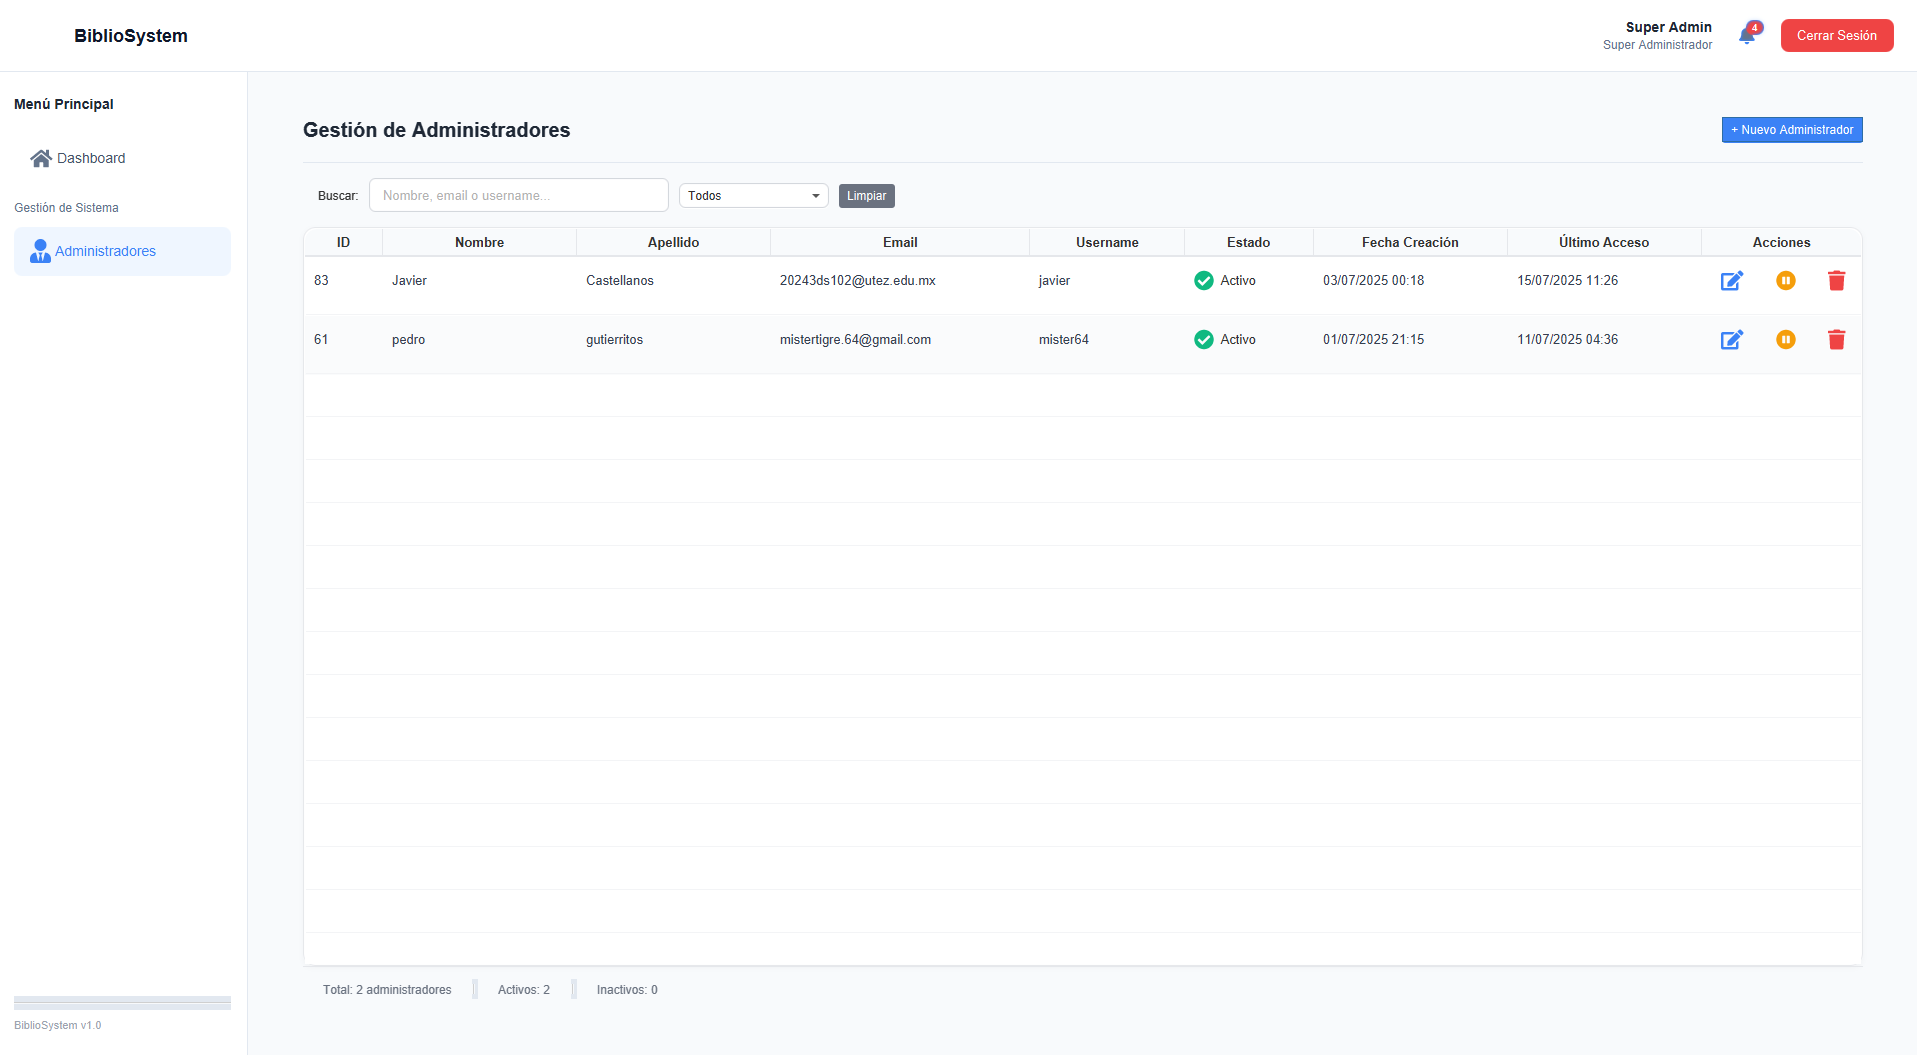 BiblioSystem
Super Admin
Super Administrador
4
Cerrar Sesión
Menú Principal
Dashboard
Gestión de Sistema
Administradores
Gestión de Administradores
+ Nuevo Administrador
Buscar: Nombre, email o username... Todos Limpiar
ID Nombre Apellido Email Username Estado Fecha Creación Último Acceso Acciones
83 Javier Castellanos 20243ds102@utez.edu.mx javier Activo 03/07/2025 00:18 15/07/2025 11:26
61 pedro gutierritos mistertigre.64@gmail.com mister64 Activo 01/07/2025 21:15 11/07/2025 04:36
Total: 2 administradores Activos: 2 Inactivos: 0
BiblioSystem v1.0